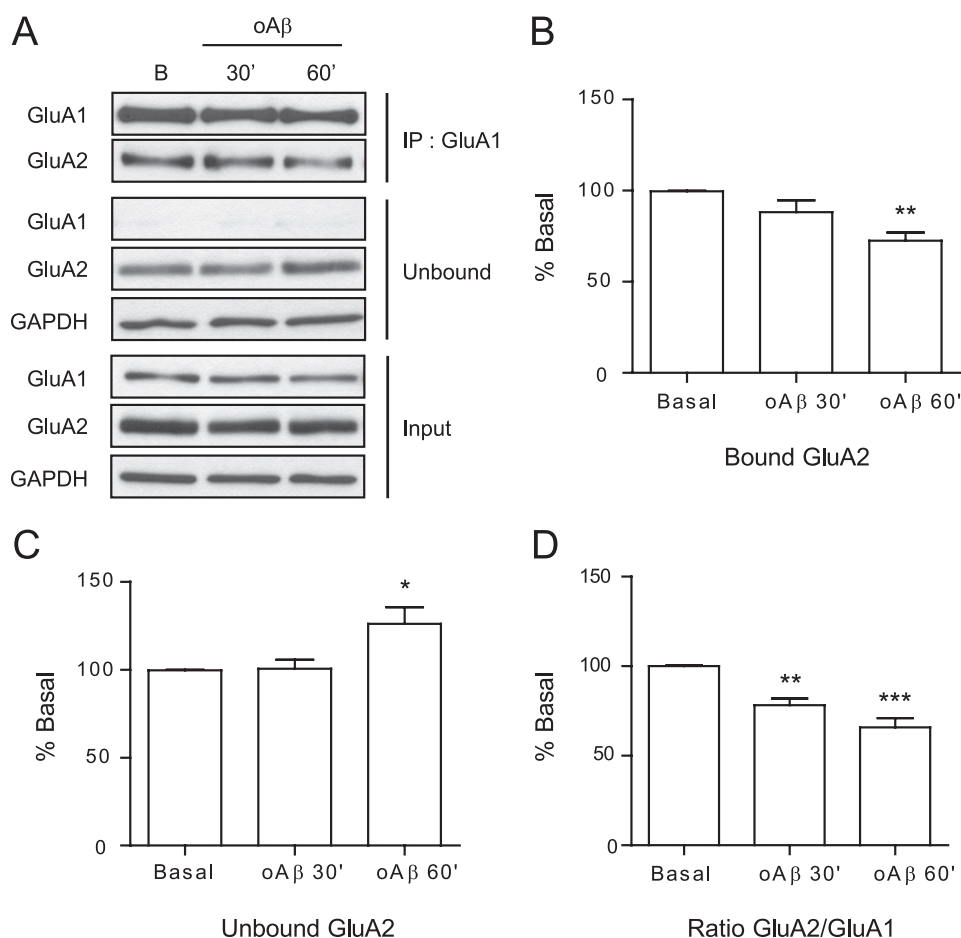 A
oAβ
B 30' 60'
GluA1
GluA2
IP : GluA1
GluA1
GluA2
GAPDH
Unbound
GluA1
GluA2
GAPDH
Input
B
% Basal
150
100
50
0
**
Basal oAβ 30' oAβ 60'
Bound GluA2
C
% Basal
150
100
50
0
*
Basal oAβ 30' oAβ 60'
Unbound GluA2
D
% Basal
150
100
50
0
**
***
Basal oAβ 30' oAβ 60'
Ratio GluA2/GluA1